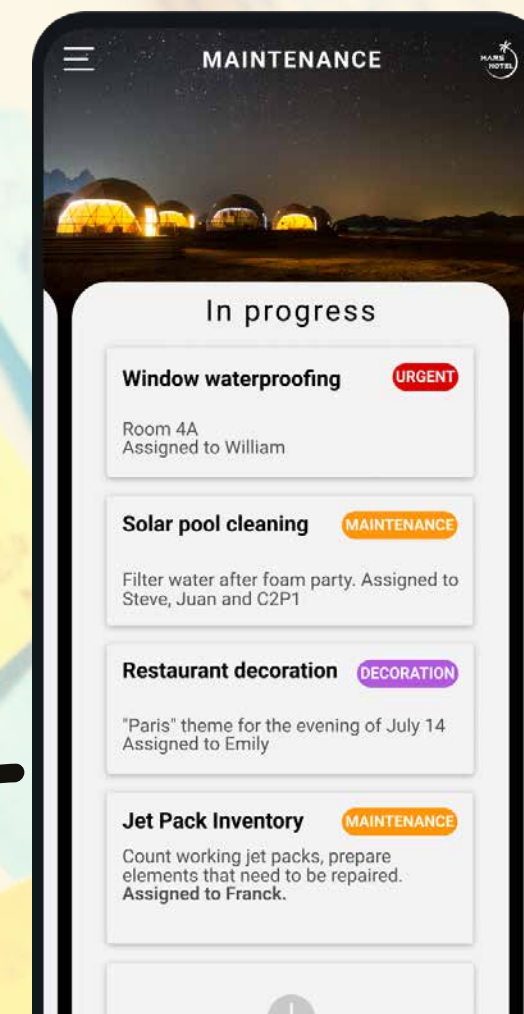 MAINTENANCE
MARS
HOTEL
In progress
Window waterproofing
URGENT
Room 4A
Assigned to William
Solar pool cleaning
MAINTENANCE
Filter water after foam party. Assigned to
Steve, Juan and C2P1
Restaurant decoration
DECORATION
"Paris" theme for the evening of July 14
Assigned to Emily
Jet Pack Inventory
MAINTENANCE
Count working jet packs, prepare
elements that need to be repaired.
Assigned to Franck.